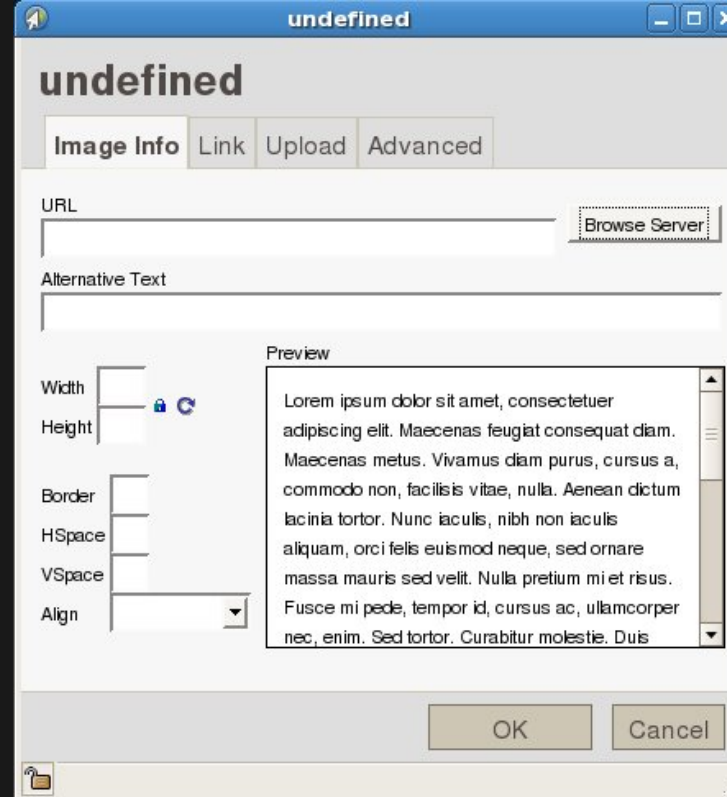 undefined
undefined
Image Info Link Upload Advanced
URL
Browse Server
Alternative Text
Preview
Width
Height
Border
HSpace
VSpace
Align
Lorem ipsum dolor sit amet, consectetuer
adipiscing elit. Maecenas feugiat consequat diam.
Maecenas metus. Vivamus diam purus, cursus a,
commodo non, facilisis vitae, nulla. Aenean dictum
lacinia tortor. Nunc iaculis, nibh non iaculis
aliquam, orci felis euismod neque, sed ornare
massa mauris sed velit. Nulla pretium mi et risus.
Fusce mi pede, tempor id, cursus ac, ullamcorper
nec, enim. Sed tortor. Curabitur molestie. Duis
OK Cancel